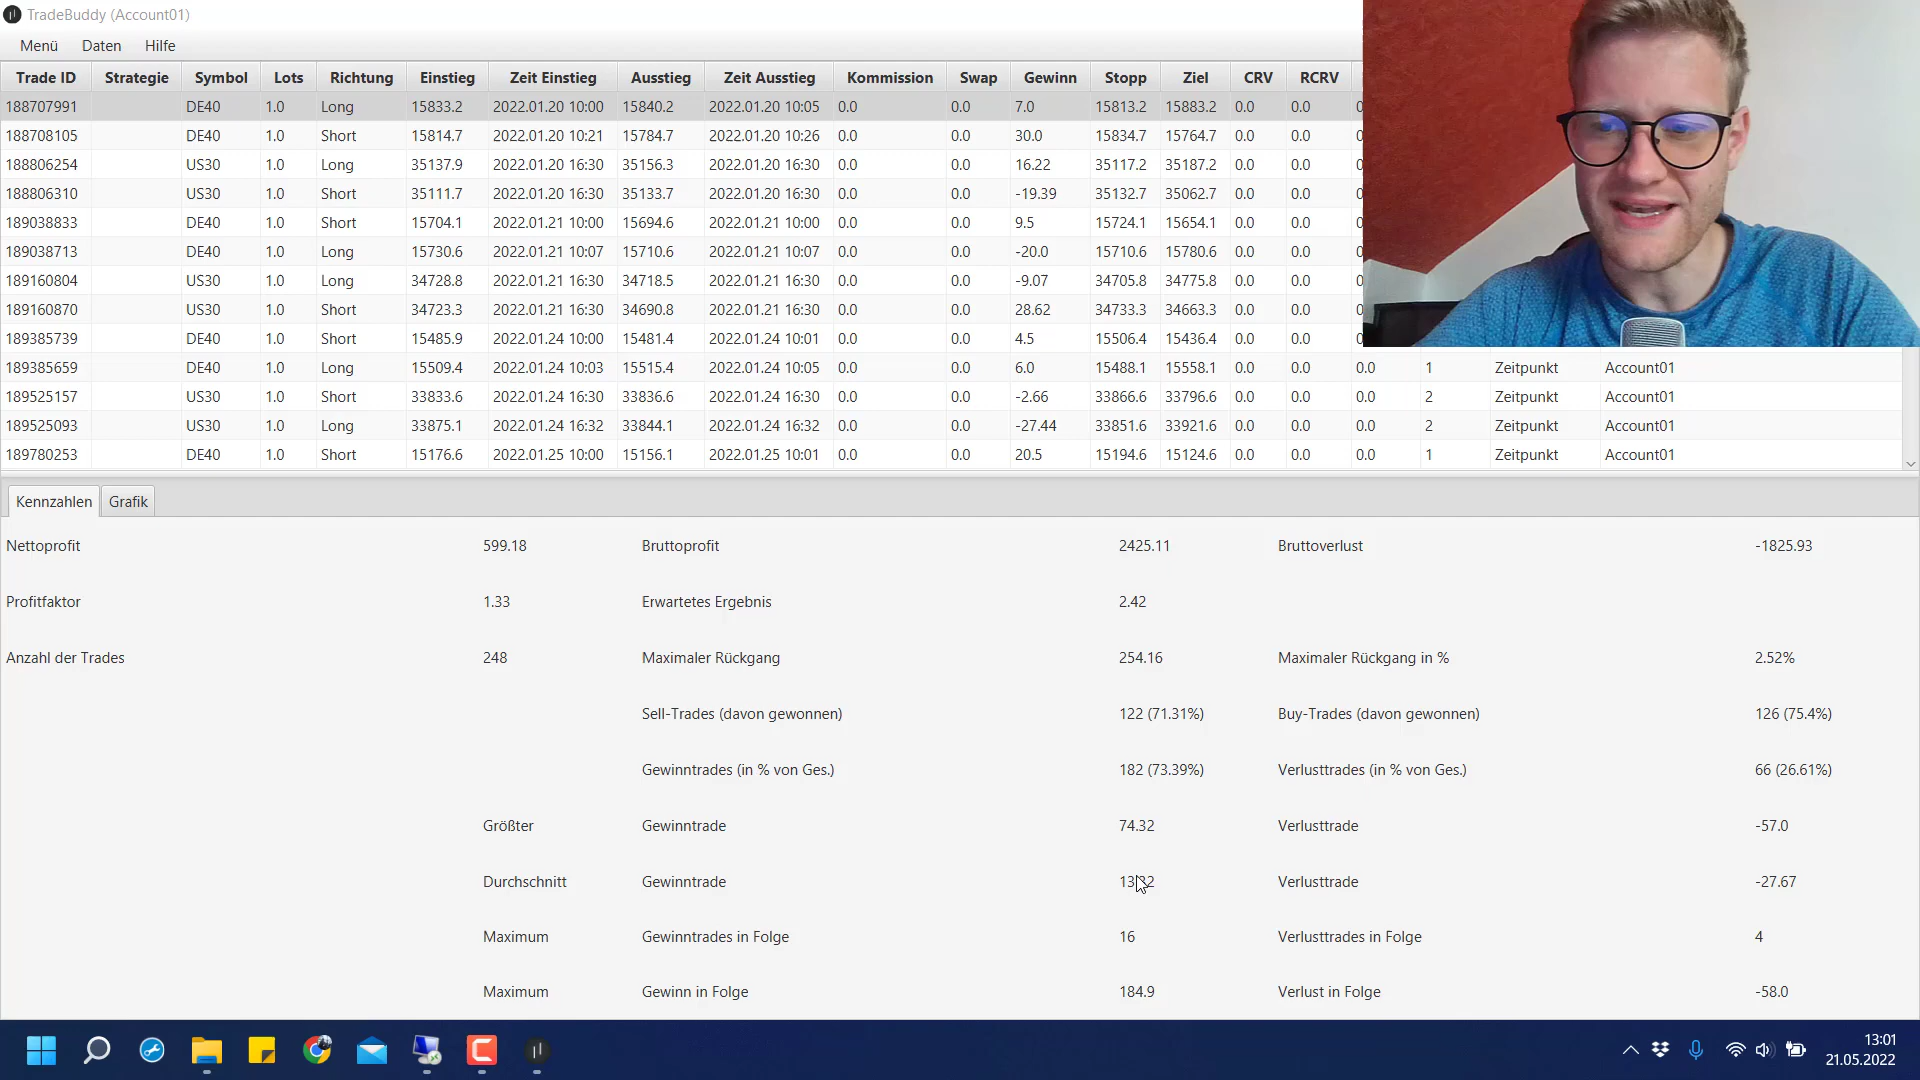 TradeBuddy (Account01)
Menü Daten Hilfe
Trade ID Strategie Symbol Lots Richtung Einstieg Zeit Einstieg Ausstieg Zeit Ausstieg Kommission Swap Gewinn Stopp Ziel CRV RCRV
188707991 DE40 1.0 Long 15833.2 2022.01.20 10:00 15840.2 2022.01.20 10:05 0.0 0.0 7.0 15813.2 15883.2 0.0 0.0
188708105 DE40 1.0 Short 15814.7 2022.01.20 10:21 15784.7 2022.01.20 10:26 0.0 0.0 30.0 15834.7 15764.7 0.0 0.0
188806254 US30 1.0 Long 35137.9 2022.01.20 16:30 35156.3 2022.01.20 16:30 0.0 0.0 16.22 35117.2 35187.2 0.0 0.0
188806310 US30 1.0 Short 35111.7 2022.01.20 16:30 35133.7 2022.01.20 16:30 0.0 0.0 -19.39 35132.7 35062.7 0.0 0.0
189038833 DE40 1.0 Short 15704.1 2022.01.21 10:00 15694.6 2022.01.21 10:00 0.0 0.0 9.5 15724.1 15654.1 0.0 0.0
189038713 DE40 1.0 Long 15730.6 2022.01.21 10:07 15710.6 2022.01.21 10:07 0.0 0.0 -20.0 15710.6 15780.6 0.0 0.0
189160804 US30 1.0 Long 34728.8 2022.01.21 16:30 34718.5 2022.01.21 16:30 0.0 0.0 -9.07 34705.8 34775.8 0.0 0.0
189160870 US30 1.0 Short 34723.3 2022.01.21 16:30 34690.8 2022.01.21 16:30 0.0 0.0 28.62 34733.3 34663.3 0.0 0.0
189385739 DE40 1.0 Short 15485.9 2022.01.24 10:00 15481.4 2022.01.24 10:01 0.0 0.0 4.5 15506.4 15436.4 0.0 0.0
189385659 DE40 1.0 Long 15509.4 2022.01.24 10:03 15515.4 2022.01.24 10:05 0.0 0.0 6.0 15488.1 15558.1 0.0 0.0 0.0 1 Zeitpunkt Account01
189525157 US30 1.0 Short 33833.6 2022.01.24 16:30 33836.6 2022.01.24 16:30 0.0 0.0 -2.66 33866.6 33796.6 0.0 0.0 0.0 2 Zeitpunkt Account01
189525093 US30 1.0 Long 33875.1 2022.01.24 16:32 33844.1 2022.01.24 16:32 0.0 0.0 -27.44 33851.6 33921.6 0.0 0.0 0.0 2 Zeitpunkt Account01
189780253 DE40 1.0 Short 15176.6 2022.01.25 10:00 15156.1 2022.01.25 10:01 0.0 0.0 20.5 15194.6 15124.6 0.0 0.0 0.0 1 Zeitpunkt Account01
Kennzahlen Grafik
Nettoprofit 599.18 Bruttoprofit 2425.11 Bruttoverlust -1825.93
Profitfaktor 1.33 Erwartetes Ergebnis 2.42
Anzahl der Trades 248 Maximaler Rückgang 254.16 Maximaler Rückgang in % 2.52%
Sell-Trades (davon gewonnen) 122 (71.31%) Buy-Trades (davon gewonnen) 126 (75.4%)
Gewinntrades (in % von Ges.) 182 (73.39%) Verlusttrades (in % von Ges.) 66 (26.61%)
Größter Gewinntrade 74.32 Verlusttrade -57.0
Durchschnitt Gewinntrade Verlusttrade -27.67
Maximum Gewinntrades in Folge 16 Verlusttrades in Folge 4
Maximum Gewinn in Folge 184.9 Verlust in Folge -58.0
13:01
21.05.2022